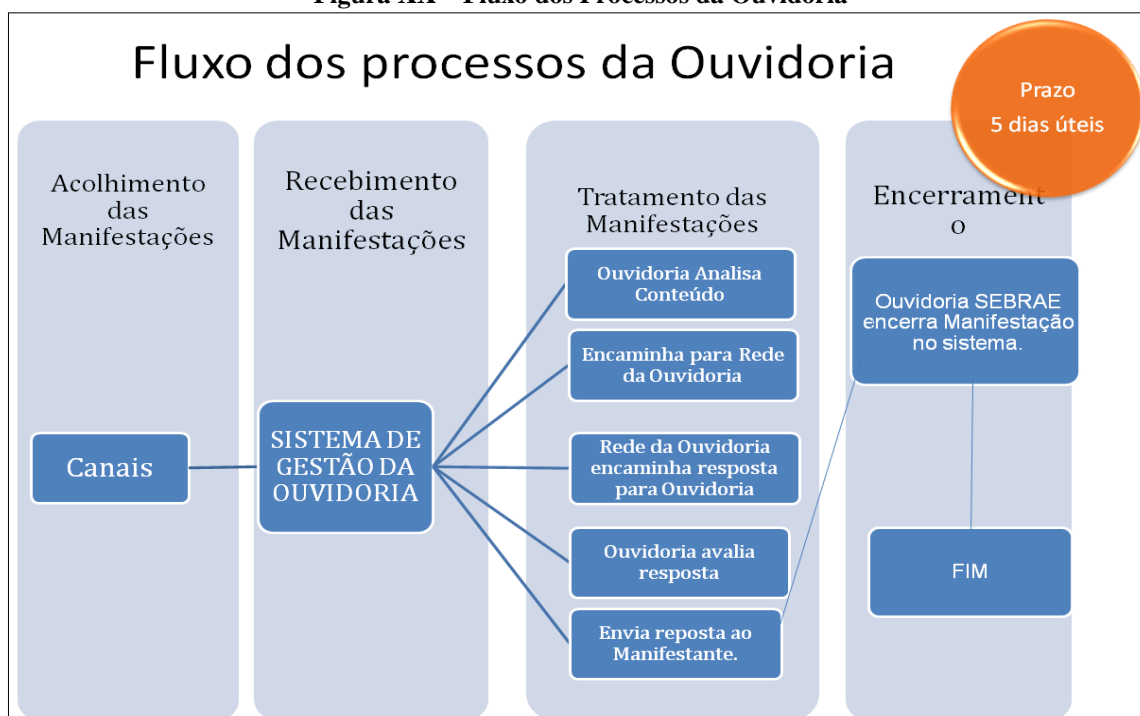 Figura XX – Fluxo dos Processos da Ouvidoria
Fluxo dos processos da Ouvidoria
Prazo
5 dias úteis
Acolhimento
das
Manifestações
Canais
Recebimento
das
Manifestações
SISTEMA DE
GESTÃO DA
OUVIDORIA
Tratamento das
Manifestações
Ouvidoria Analisa
Conteúdo
Encaminha para Rede
da Ouvidoria
Rede da Ouvidoria
encaminha resposta
para Ouvidoria
Ouvidoria avalia
resposta
Envia reposta ao
Manifestante.
Encerrament
o
Ouvidoria SEBRAE
encerra Manifestação
no sistema.
FIM